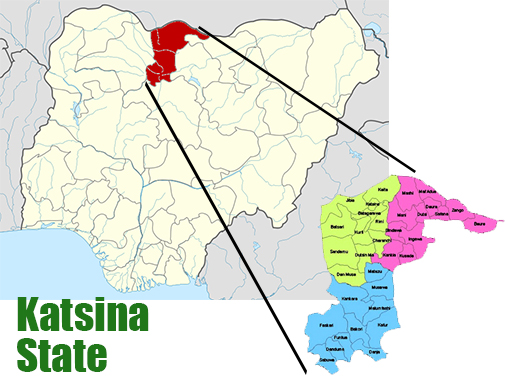 Kaita
Mashi
Mai Adua
Jibia
Katsina
Daura
Zango
Batagarawa
Dutsi
Sandamu
Baure
Rimi
Mani
Batsari
Kurfi
Bindawa
Charanchi
Ingawa
Safana
Dutsin Ma
Kankia
Kusada
Dan Musa
Matazu
Musawa
Kankara
Malumfashi
Faskari
Bakori
Kafur
Funtua
Dandume
Danja
Sabuwa
Katsina
State